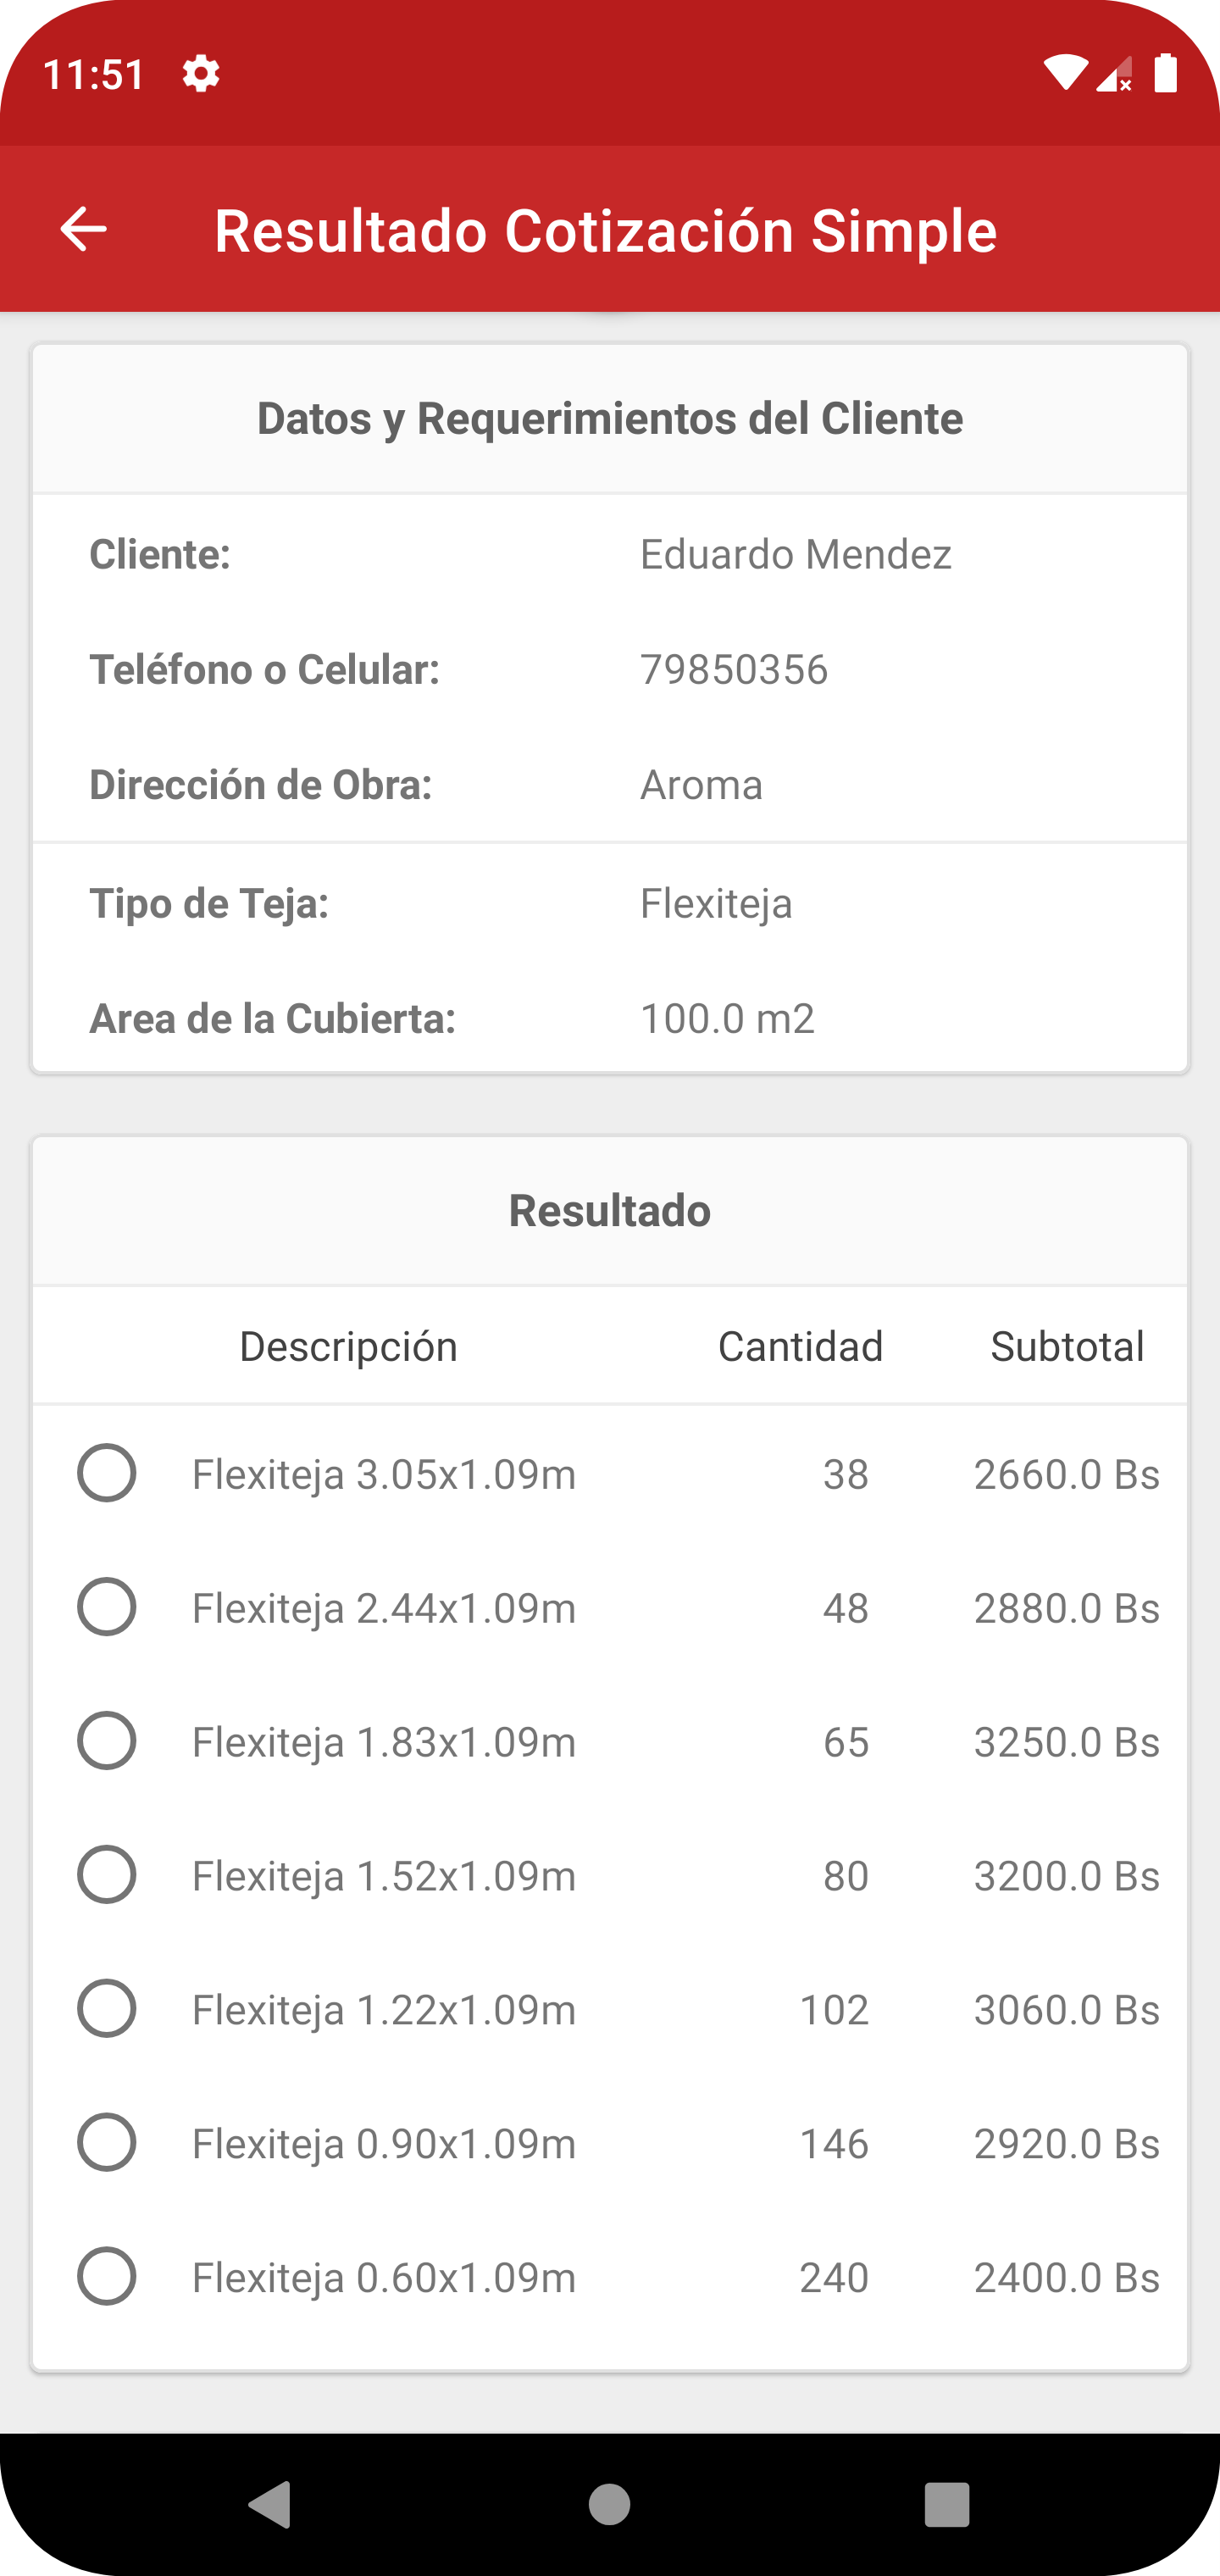 11:51
Resultado Cotización Simple
Datos y Requerimientos del Cliente
Cliente: Eduardo Mendez
Teléfono o Celular: 79850356
Dirección de Obra: Aroma
Tipo de Teja: Flexiteja
Area de la Cubierta: 100.0 m2
Resultado
Descripción Cantidad Subtotal
Flexiteja 3.05x1.09m 38 2660.0 Bs
Flexiteja 2.44x1.09m 48 2880.0 Bs
Flexiteja 1.83x1.09m 65 3250.0 Bs
Flexiteja 1.52x1.09m 80 3200.0 Bs
Flexiteja 1.22x1.09m 102 3060.0 Bs
Flexiteja 0.90x1.09m 146 2920.0 Bs
Flexiteja 0.60x1.09m 240 2400.0 Bs